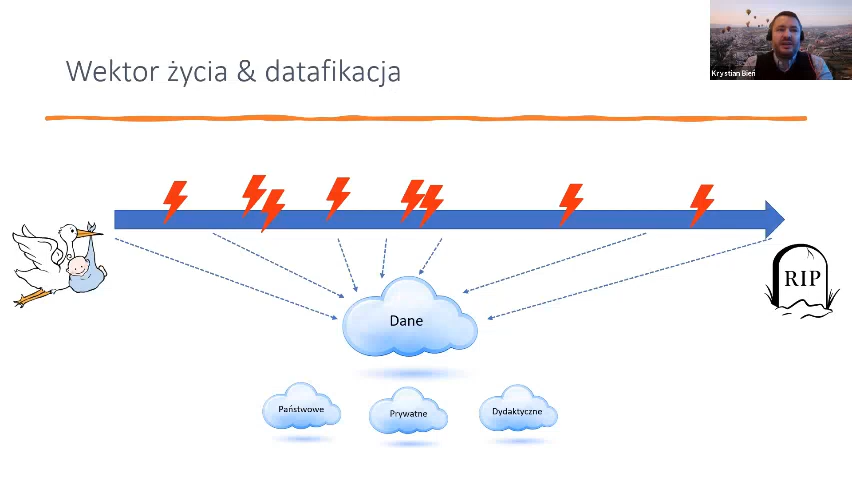 Krystian Bień
Wektor życia & datafikacja
RIP
Dane
Państwowe
Prywatne
Dydaktyczne